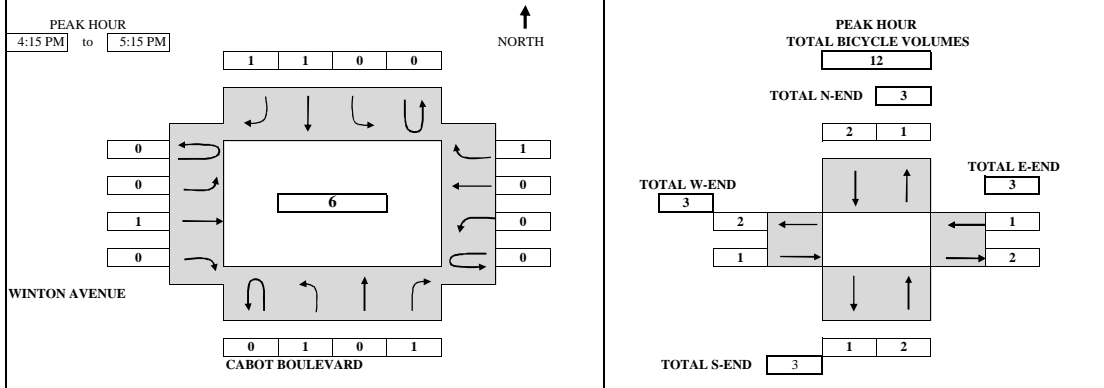 PEAK HOUR
4:15 PM to 5:15 PM
NORTH
1 1 0 0
0
0
1
0
6
1
0
0
0
WINTON AVENUE
0 1 0 1
CABOT BOULEVARD
PEAK HOUR
TOTAL BICYCLE VOLUMES
12
TOTAL N-END 3
2 1
TOTAL W-END
3
TOTAL E-END
3
2
1
1
2
1 2
TOTAL S-END 3